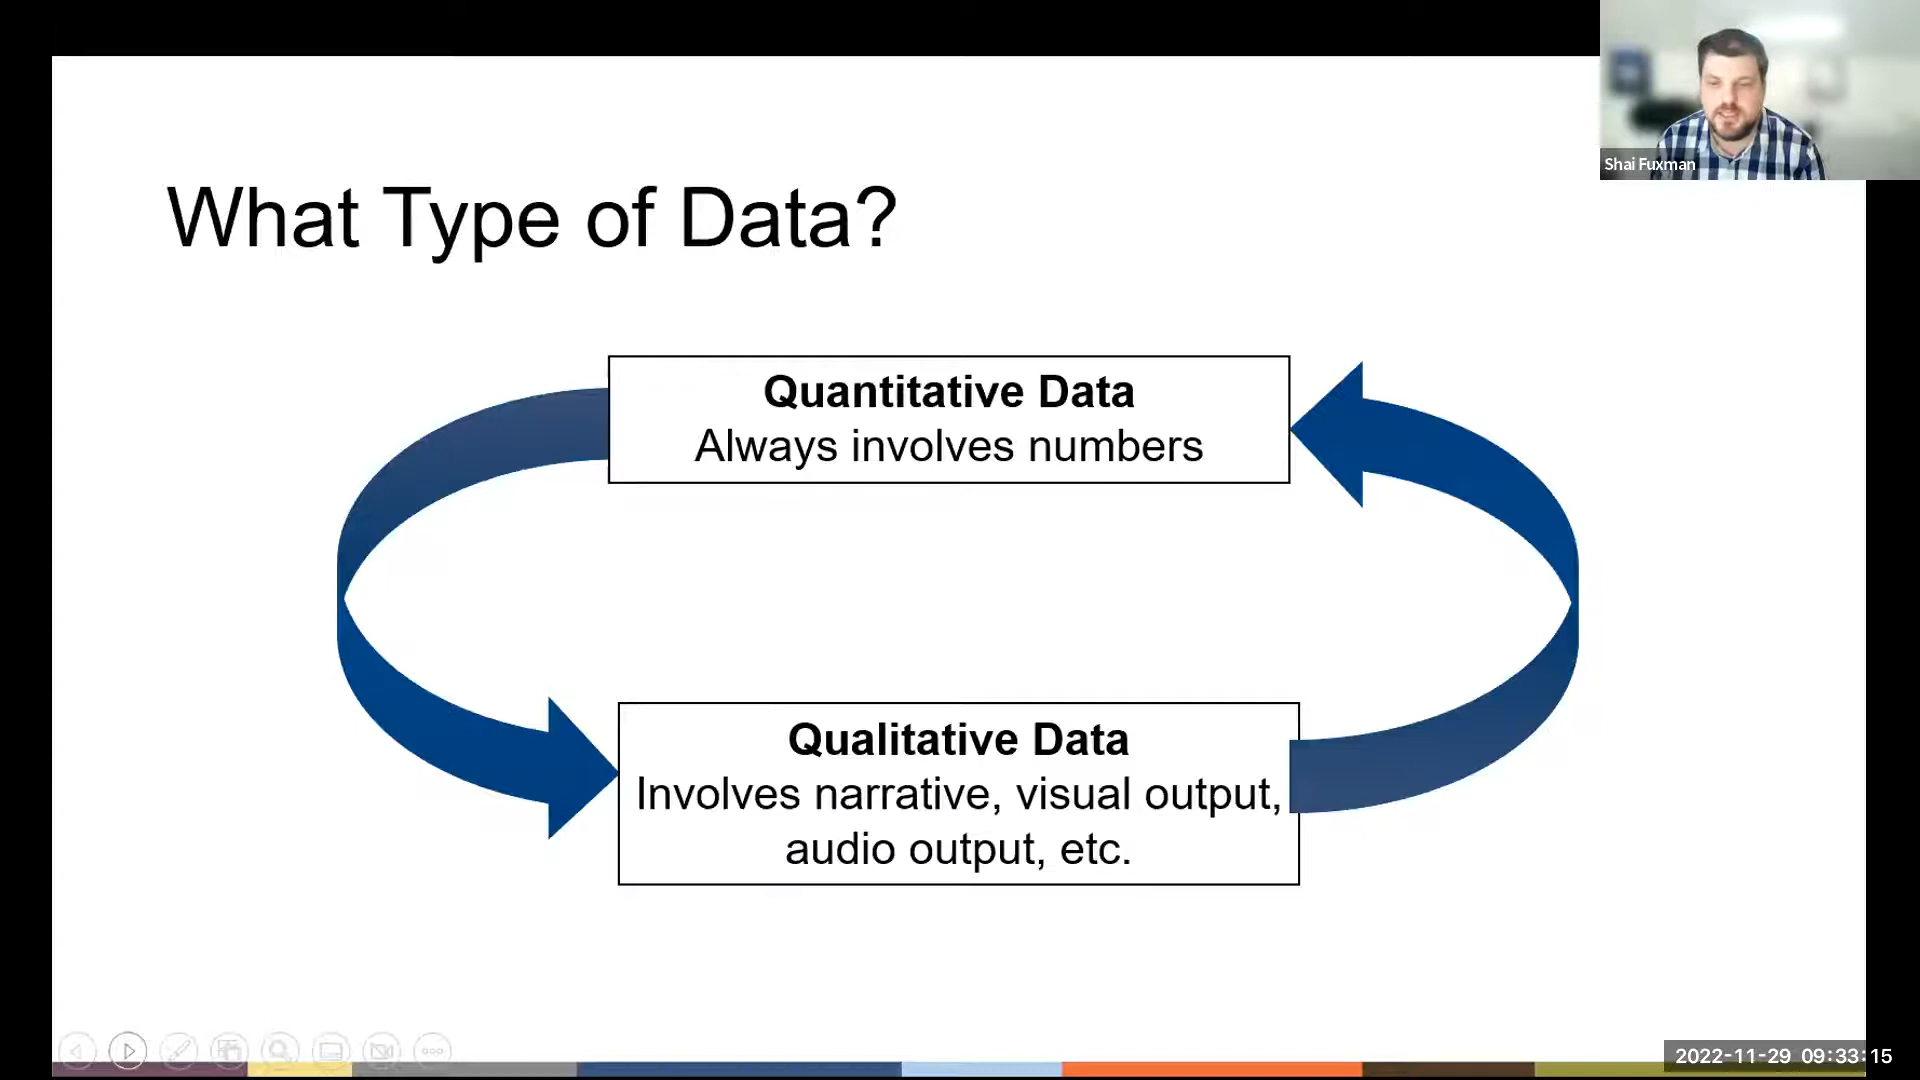 Shai Fuxman
What Type of Data?
Quantitative Data
Always involves numbers
Qualitative Data
Involves narrative, visual output,
audio output, etc.
2022-11-29 09:33:15